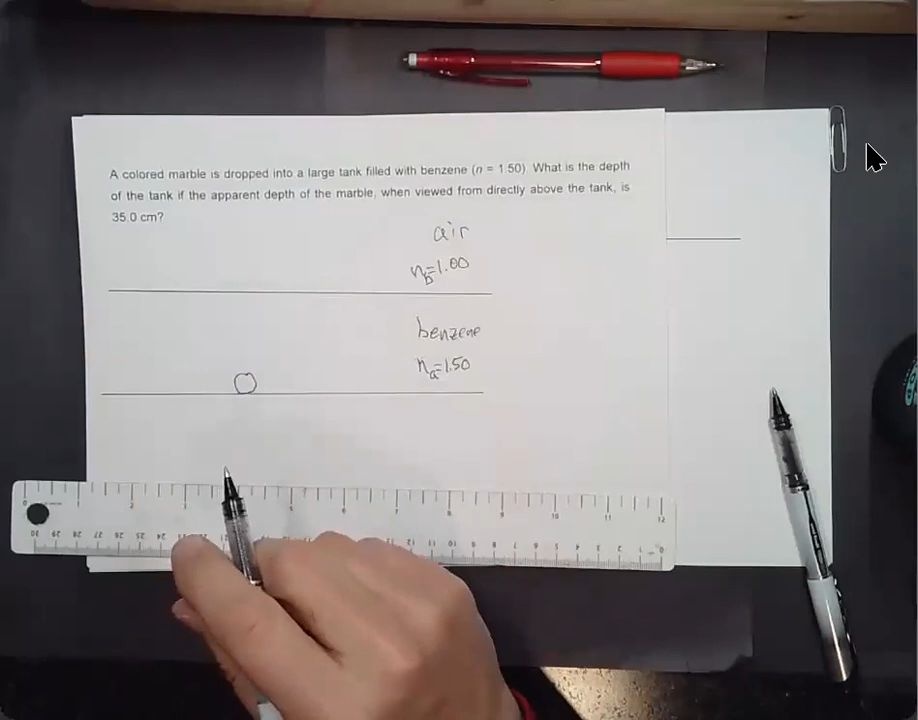 A colored marble is dropped into a large tank filled with benzene (n = 1.50). What is the depth
of the tank if the apparent depth of the marble, when viewed from directly above the tank, is
35.0 cm?
air
n_b=1.00
benzene
n_a=1.50